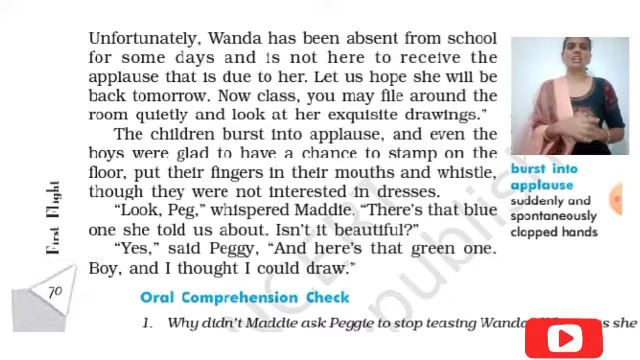 Unfortunately, Wanda has been absent from school
for some days and is not here to receive the
applause that is due to her. Let us hope she will be
back tomorrow. Now class, you may file around the
room quietly and look at her exquisite drawings."
The children burst into applause, and even the
boys were glad to have a chance to stamp on the
floor, put their fingers in their mouths and whistle,
though they were not interested in dresses.
"Look, Peg," whispered Maddie, "There's that blue
one she told us about. Isn't it beautiful?"
"Yes," said Peggy, "And here's that green one.
Boy, and I thought I could draw."
burst into
applause
suddenly and
spontaneously
clapped hands
First Flight
70
Oral Comprehension Check
1. Why didn't Maddie ask Peggie to stop teasing Wanda? she